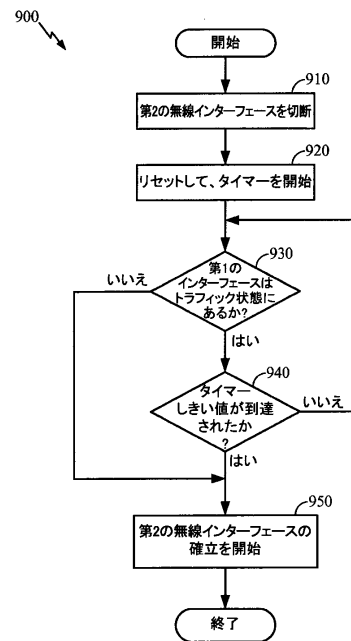 900
開始
910
第2の無線インターフェースを切断
920
リセットして、タイマーを開始
930
第1の
インターフェースは
トラフィック状態に
あるか?
いいえ
はい
940
タイマー
しきい値が到達
されたか
?
いいえ
はい
950
第2の無線インターフェースの
確立を開始
終了